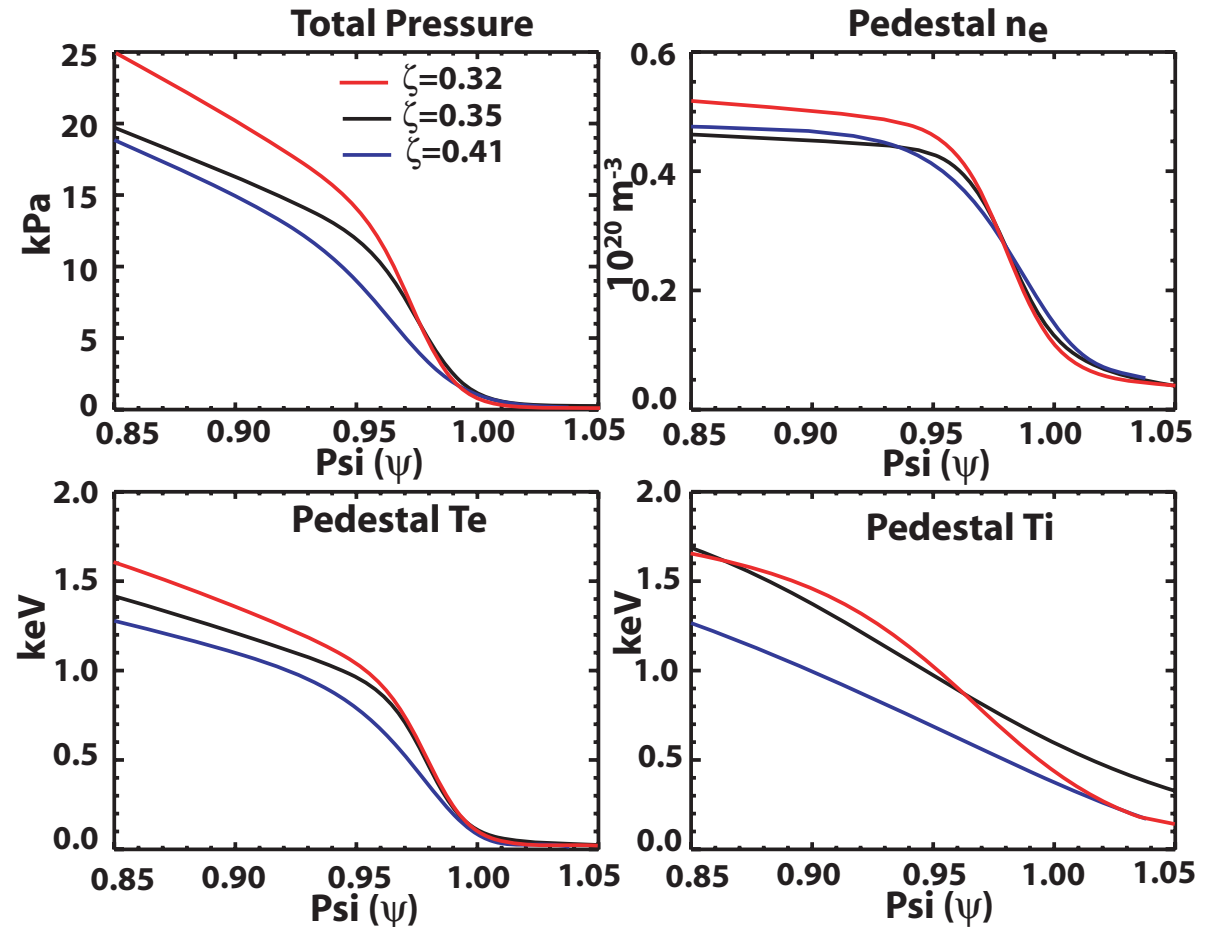 Total Pressure
25
20
15
10
5
0
kPa
ζ=0.32
ζ=0.35
ζ=0.41
0.85 0.90 0.95 1.00 1.05
Psi (ψ)
Pedestal ne
0.6
0.4
0.2
0.0
10²⁰ m⁻³
0.85 0.90 0.95 1.00 1.05
Psi (ψ)
Pedestal Te
2.0
1.5
1.0
0.5
0.0
keV
0.85 0.90 0.95 1.00 1.05
Psi (ψ)
Pedestal Ti
2.0
1.5
1.0
0.5
0.0
keV
0.85 0.90 0.95 1.00 1.05
Psi (ψ)